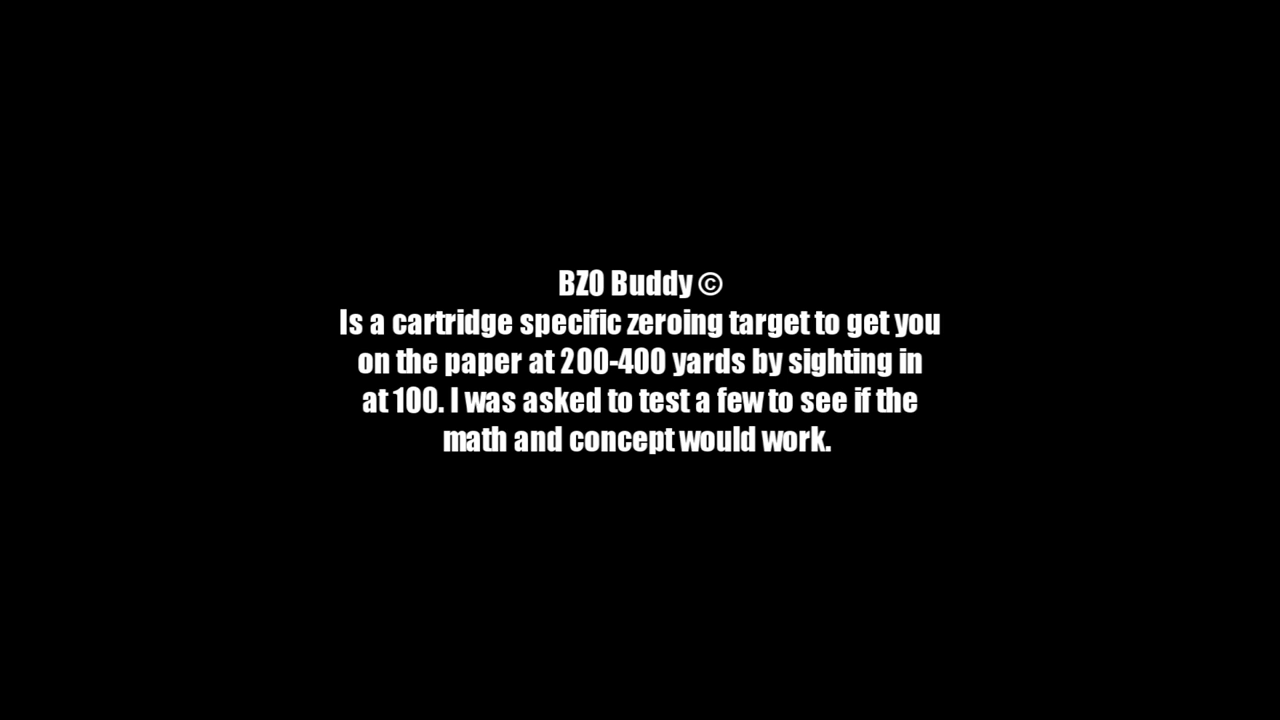 BZO Buddy ©
Is a cartridge specific zeroing target to get you
on the paper at 200-400 yards by sighting in
at 100. I was asked to test a few to see if the
math and concept would work.